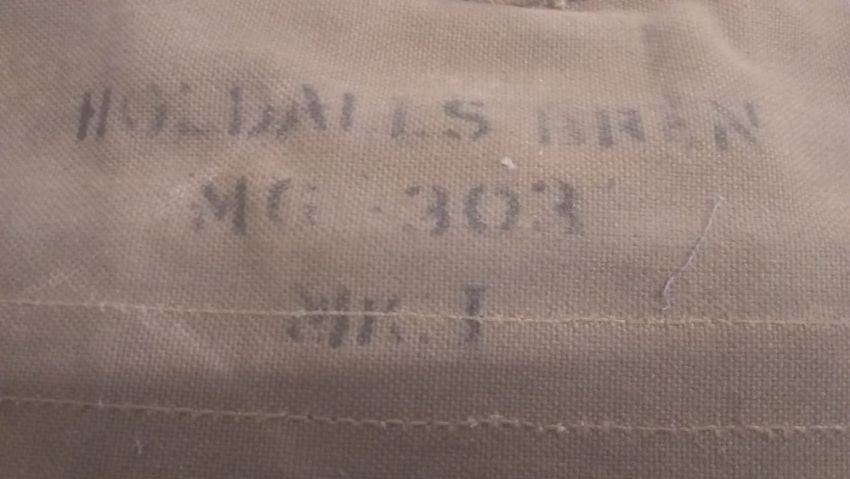 HOLDALLS BREN
MG .303"
MK. I